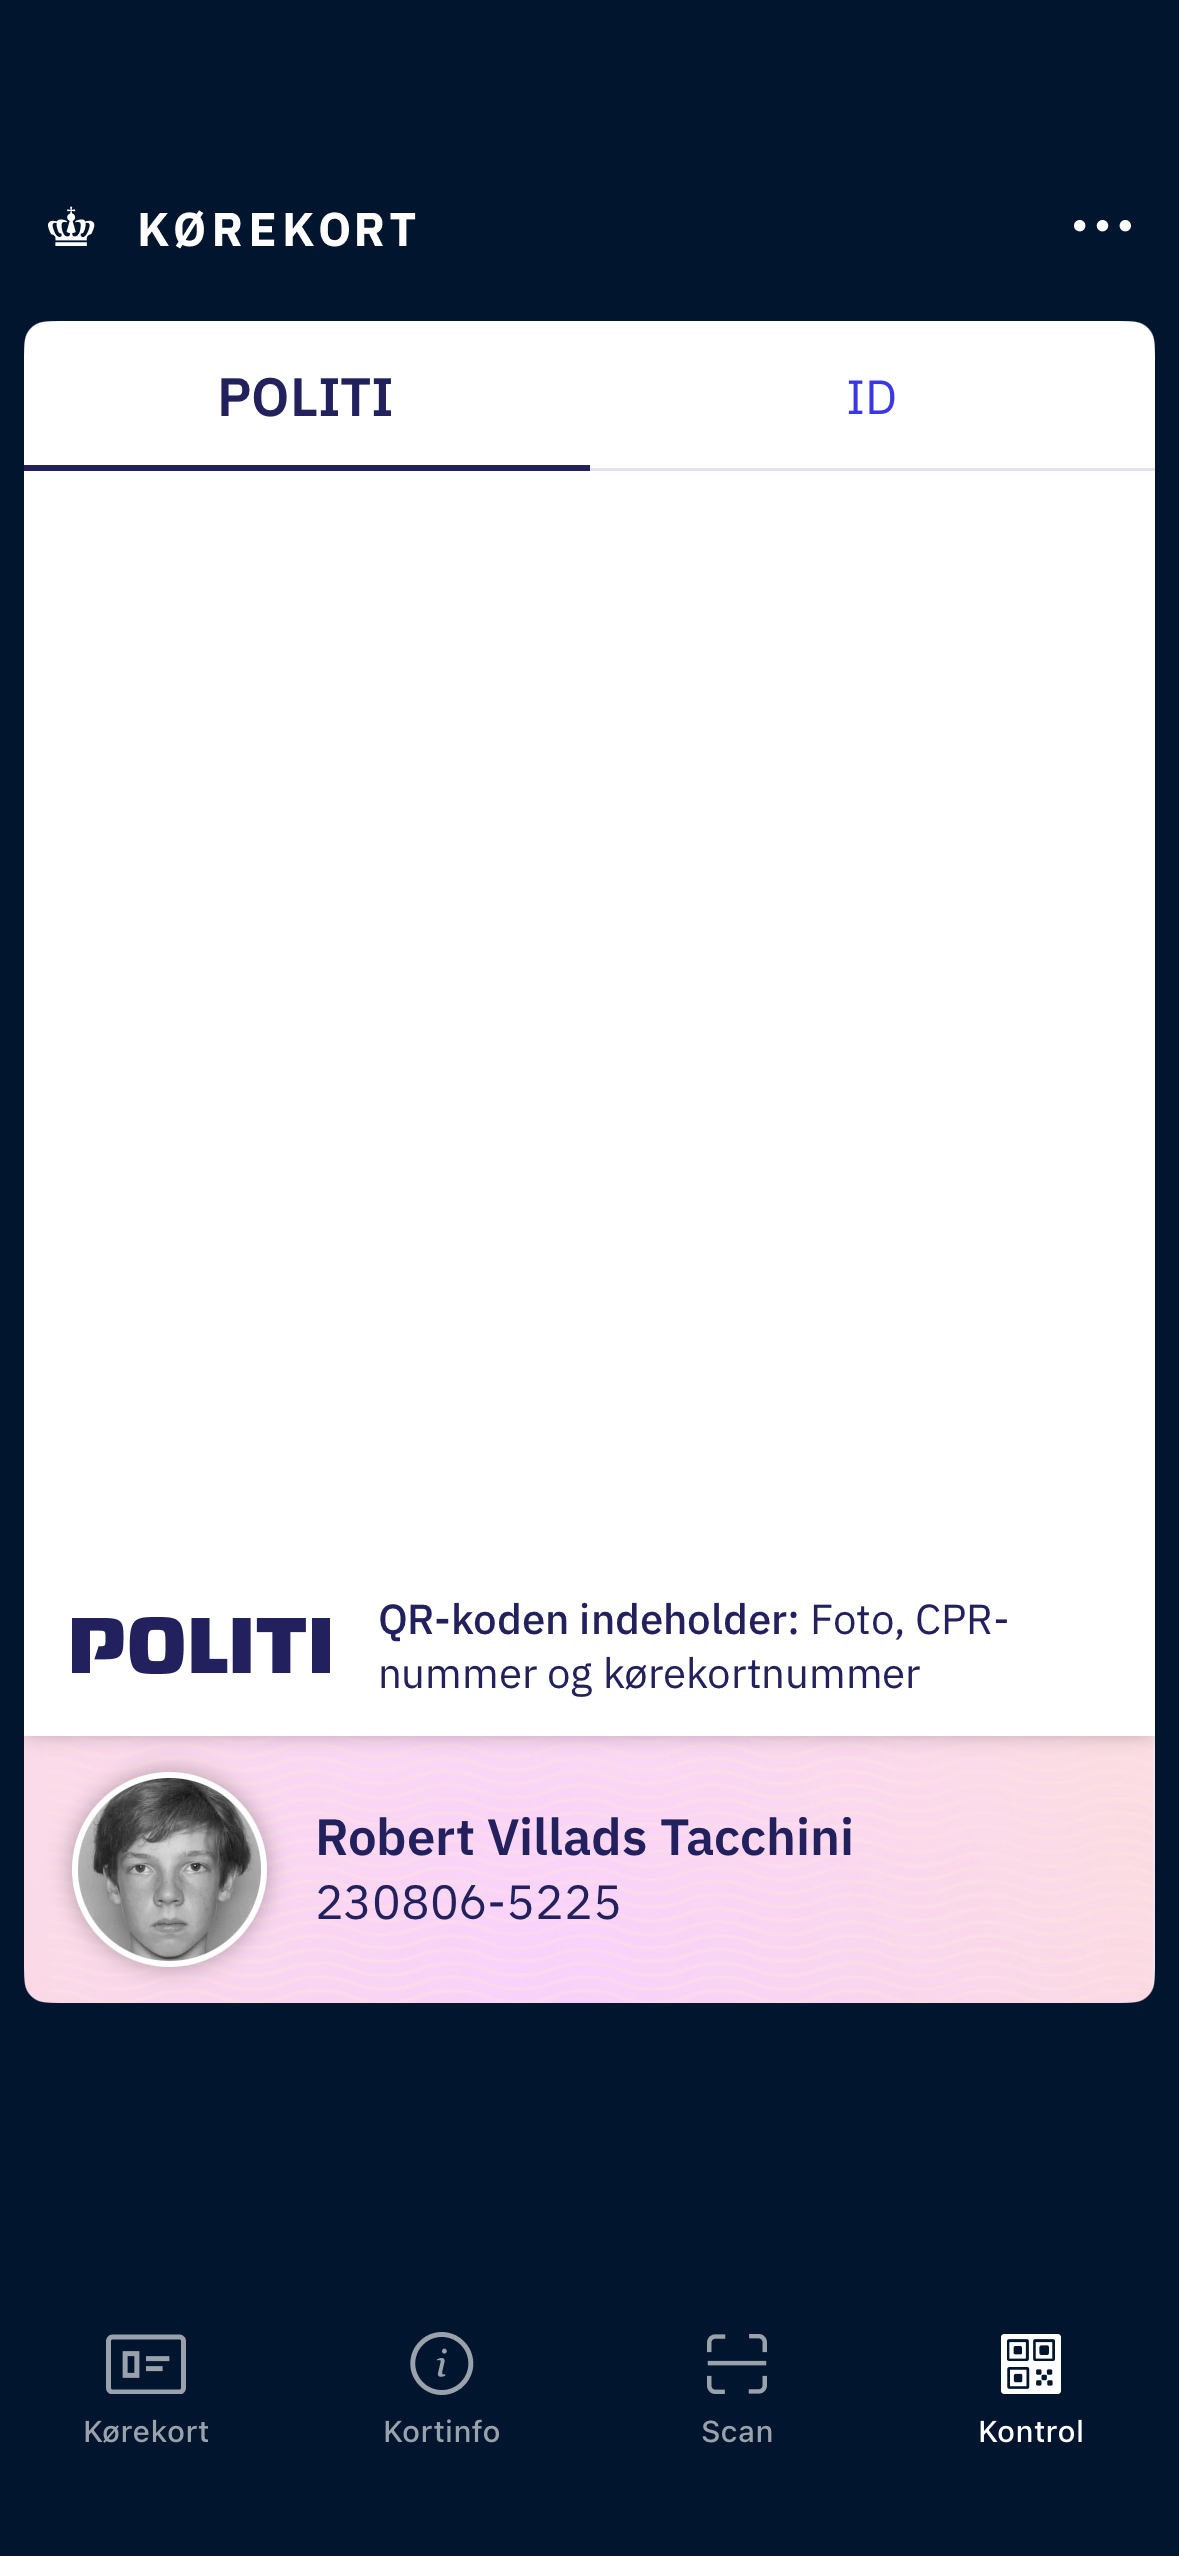 KØREKORT
POLITI
ID
POLITI
QR-koden indeholder: Foto, CPR-
nummer og kørekortnummer
Robert Villads Tacchini
230806-5225
Kørekort
Kortinfo
Scan
Kontrol